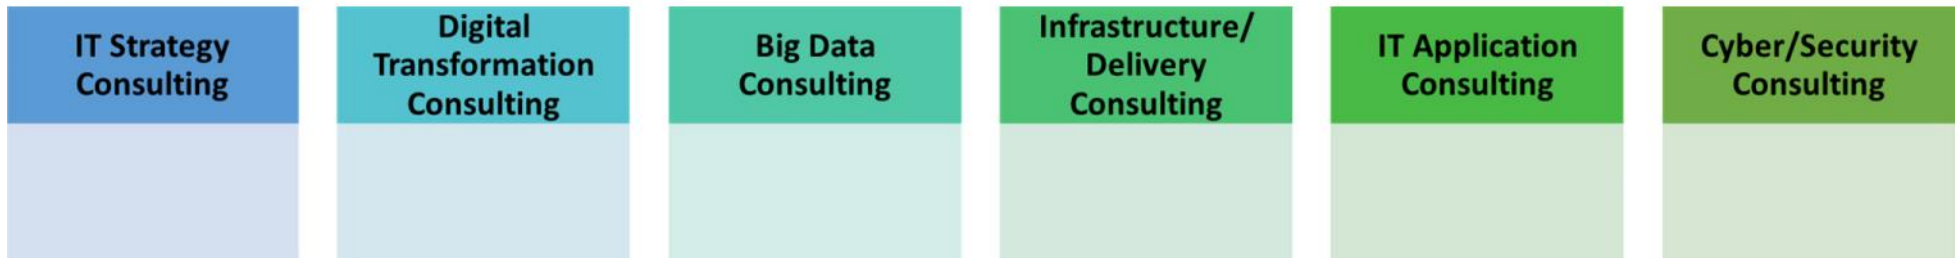 IT Strategy
Consulting
Digital
Transformation
Consulting
Big Data
Consulting
Infrastructure/
Delivery
Consulting
IT Application
Consulting
Cyber/Security
Consulting